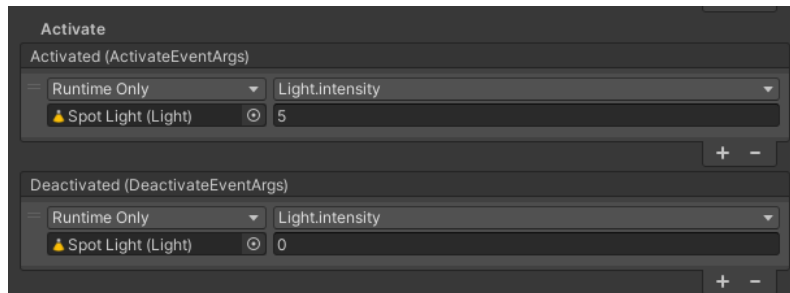 Activate
Activated (ActivateEventArgs)
Runtime Only Light.intensity
Spot Light (Light) 5
+ -
Deactivated (DeactivateEventArgs)
Runtime Only Light.intensity
Spot Light (Light) 0
+ -